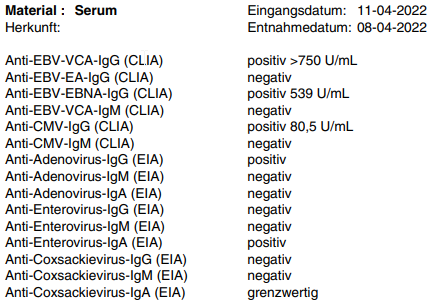 Material : Serum Eingangsdatum: 11-04-2022
Herkunft: Entnahmedatum: 08-04-2022
Anti-EBV-VCA-IgG (CLIA) positiv >750 U/mL
Anti-EBV-EA-IgG (CLIA) negativ
Anti-EBV-EBNA-IgG (CLIA) positiv 539 U/mL
Anti-EBV-VCA-IgM (CLIA) negativ
Anti-CMV-IgG (CLIA) positiv 80,5 U/mL
Anti-CMV-IgM (CLIA) negativ
Anti-Adenovirus-IgG (EIA) positiv
Anti-Adenovirus-IgM (EIA) negativ
Anti-Adenovirus-IgA (EIA) negativ
Anti-Enterovirus-IgG (EIA) negativ
Anti-Enterovirus-IgM (EIA) negativ
Anti-Enterovirus-IgA (EIA) positiv
Anti-Coxsackievirus-IgG (EIA) negativ
Anti-Coxsackievirus-IgM (EIA) negativ
Anti-Coxsackievirus-IgA (EIA) grenzwertig